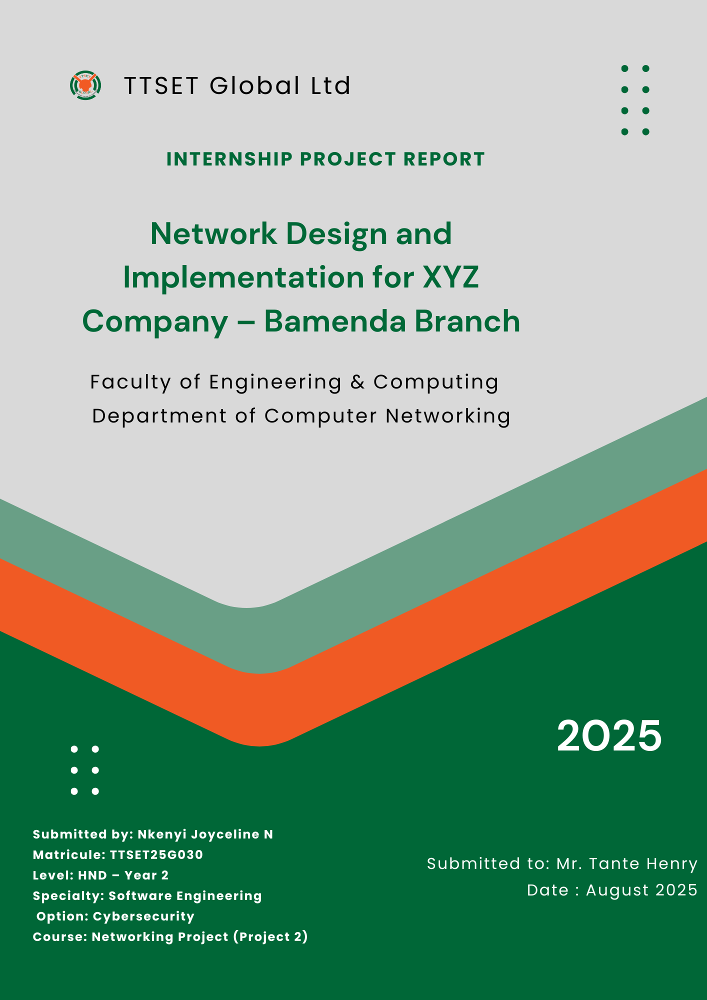 TTSET
GLOBAL
TTSET Global Ltd
INTERNSHIP PROJECT REPORT
Network Design and
Implementation for XYZ
Company – Bamenda Branch
Faculty of Engineering & Computing
Department of Computer Networking
2025
Submitted by: Nkenyi Joyceline N
Matricule: TTSET25G030
Level: HND – Year 2
Specialty: Software Engineering
Option: Cybersecurity
Course: Networking Project (Project 2)
Submitted to: Mr. Tante Henry
Date : August 2025